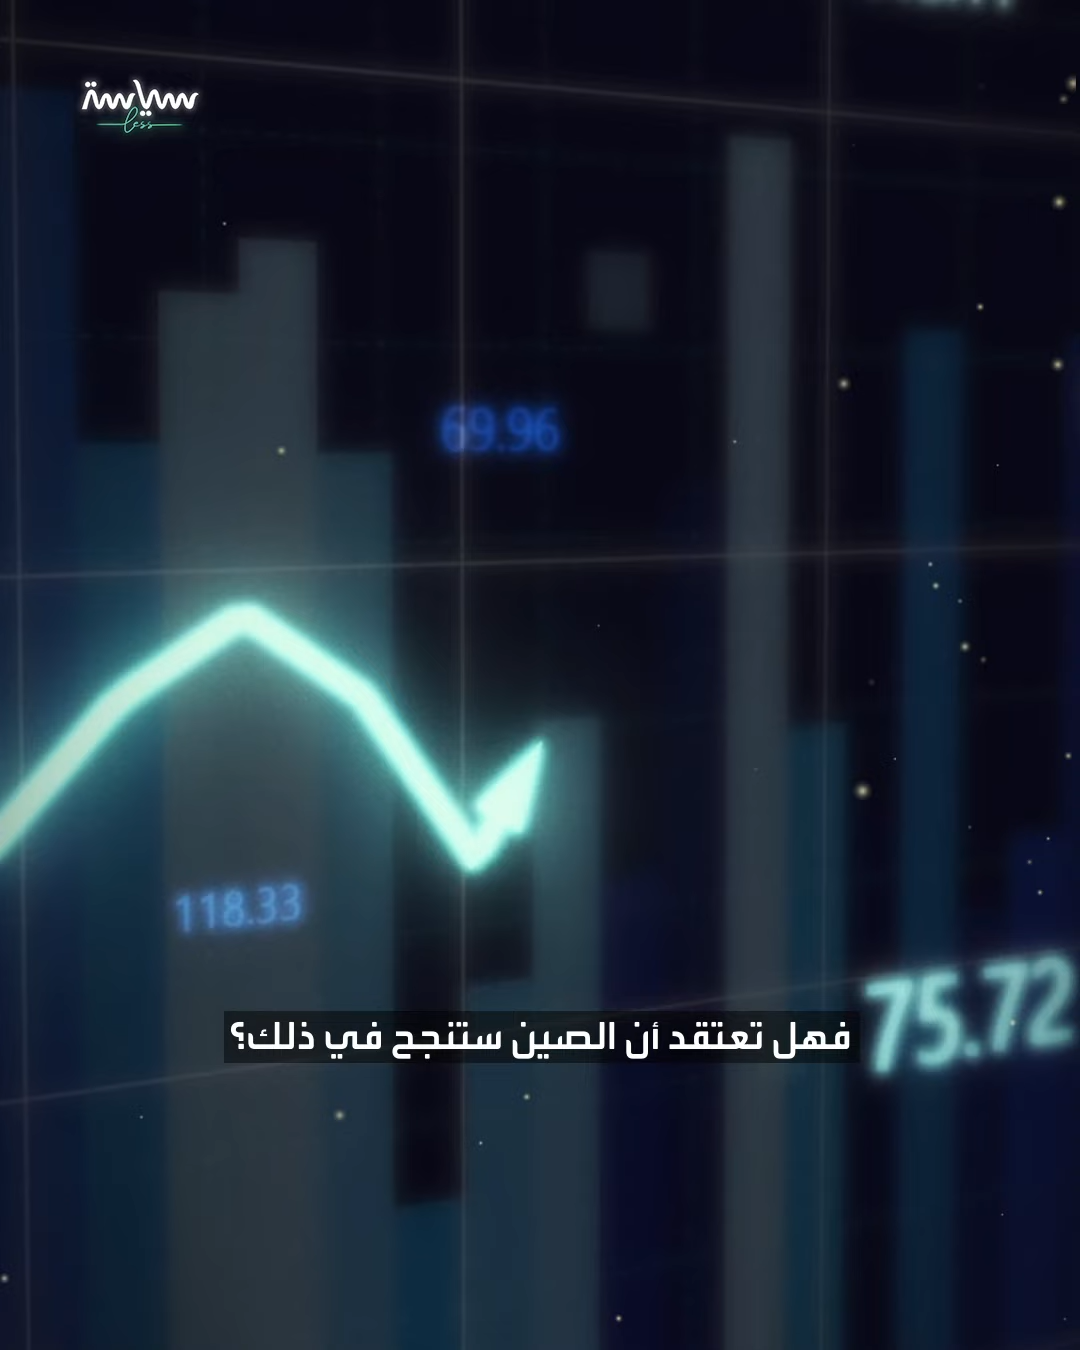 سياسة
less
69.96
118.33
75.72
فهل تعتقد أن الصين ستنجح في ذلك؟